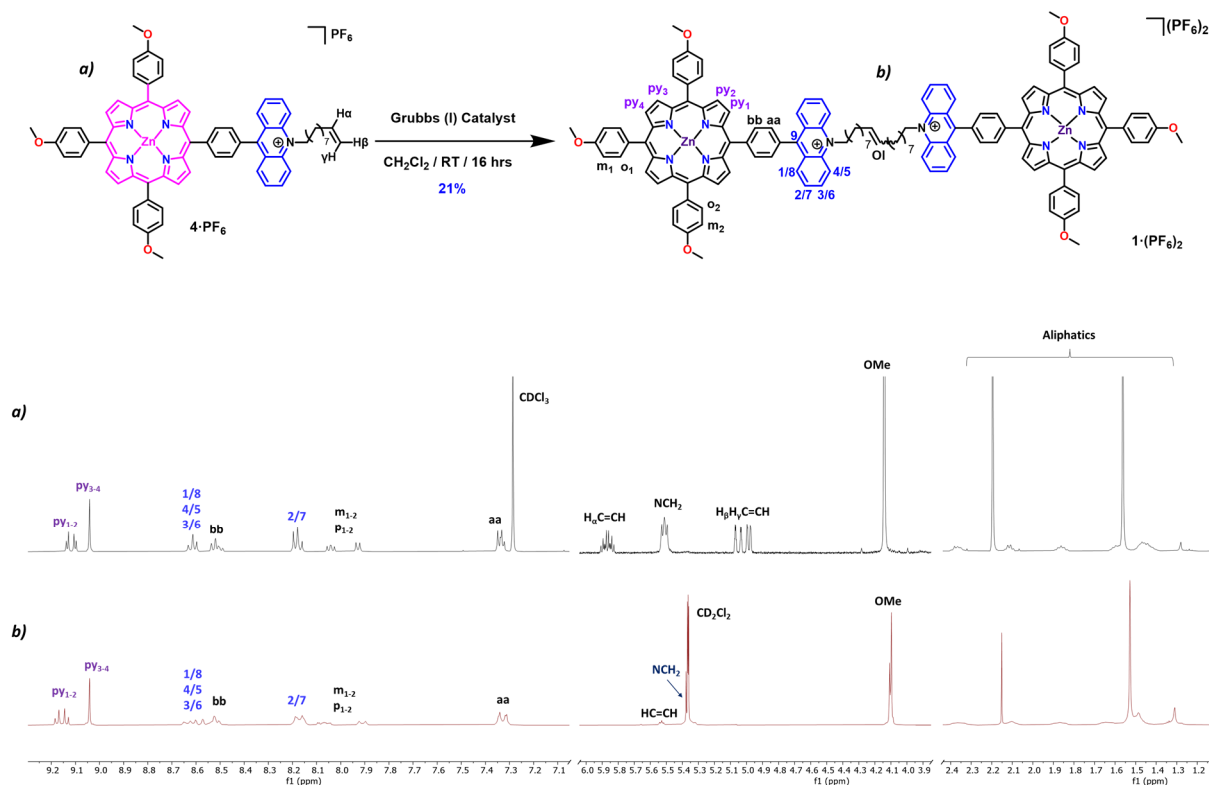 a)
PF6
Grubbs (I) Catalyst
CH2Cl2 / RT / 16 hrs
21%
4·PF6
Hα
Hβ
γH
7
N
N
N
N
Zn
N
O
O
O
b)
(PF6)2
py3
py2
py4
py1
bb aa
9
N
7
Ol
7
N
1/8
4/5
2/7 3/6
m1 o1
o2
m2
N
N
N
N
Zn
O
O
O
N
N
N
N
Zn
O
O
O
1·(PF6)2
a)
py1-2
py3-4
1/8
4/5
3/6
bb
2/7
m1-2
p1-2
aa
CDCl3
HαC=CH
NCH2
HβHγC=CH
OMe
Aliphatics
b)
py1-2
py3-4
1/8
4/5
3/6
bb
2/7
m1-2
p1-2
aa
HC=CH
NCH2
CD2Cl2
OMe
9.2 9.1 9.0 8.9 8.8 8.7 8.6 8.5 8.4 8.3 8.2 8.1 8.0 7.9 7.8 7.7 7.6 7.5 7.4 7.3 7.2 7.1
f1 (ppm)
6.0 5.9 5.8 5.7 5.6 5.5 5.4 5.3 5.2 5.1 5.0 4.9 4.8 4.7 4.6 4.5 4.4 4.3 4.2 4.1 4.0 3.9
f1 (ppm)
2.4 2.3 2.2 2.1 2.0 1.9 1.8 1.7 1.6 1.5 1.4 1.3 1.2
f1 (ppm)